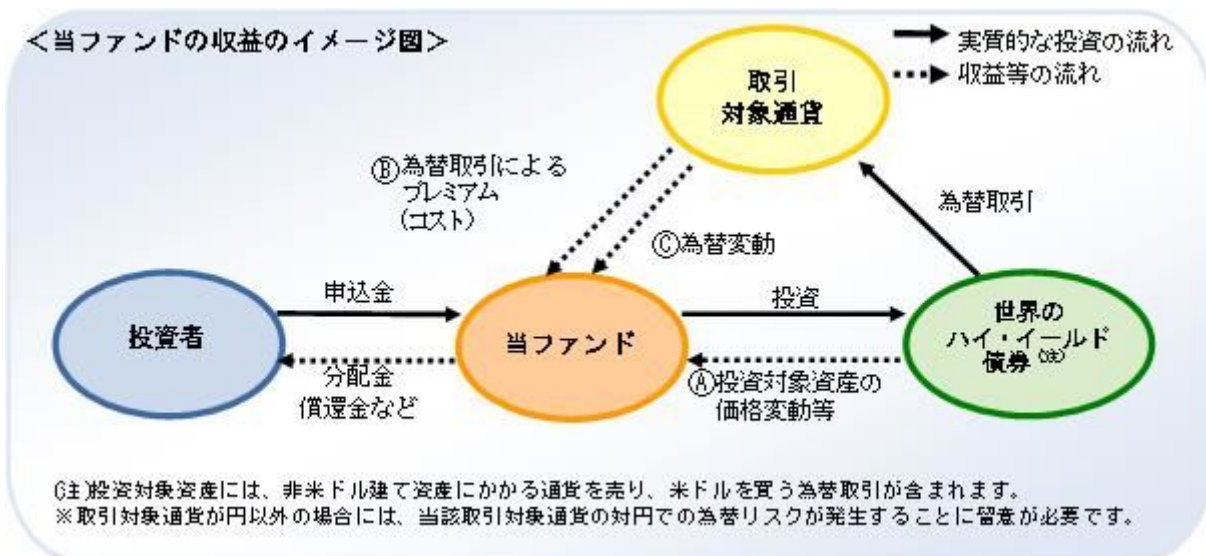 ＜当ファンドの収益のイメージ図＞
実質的な投資の流れ
収益等の流れ
取引
対象通貨
Ⓑ為替取引による
プレミアム
（コスト）
Ⓒ為替変動
為替取引
投資者
申込金
分配金
償還金など
当ファンド
投資
Ⓐ投資対象資産の
価格変動等
世界の
ハイ・イールド
債券（注）
（注）投資対象資産には、非米ドル建て資産にかかる通貨を売り、米ドルを買う為替取引が含まれます。
※取引対象通貨が円以外の場合には、当該取引対象通貨の対円での為替リスクが発生することに留意が必要です。